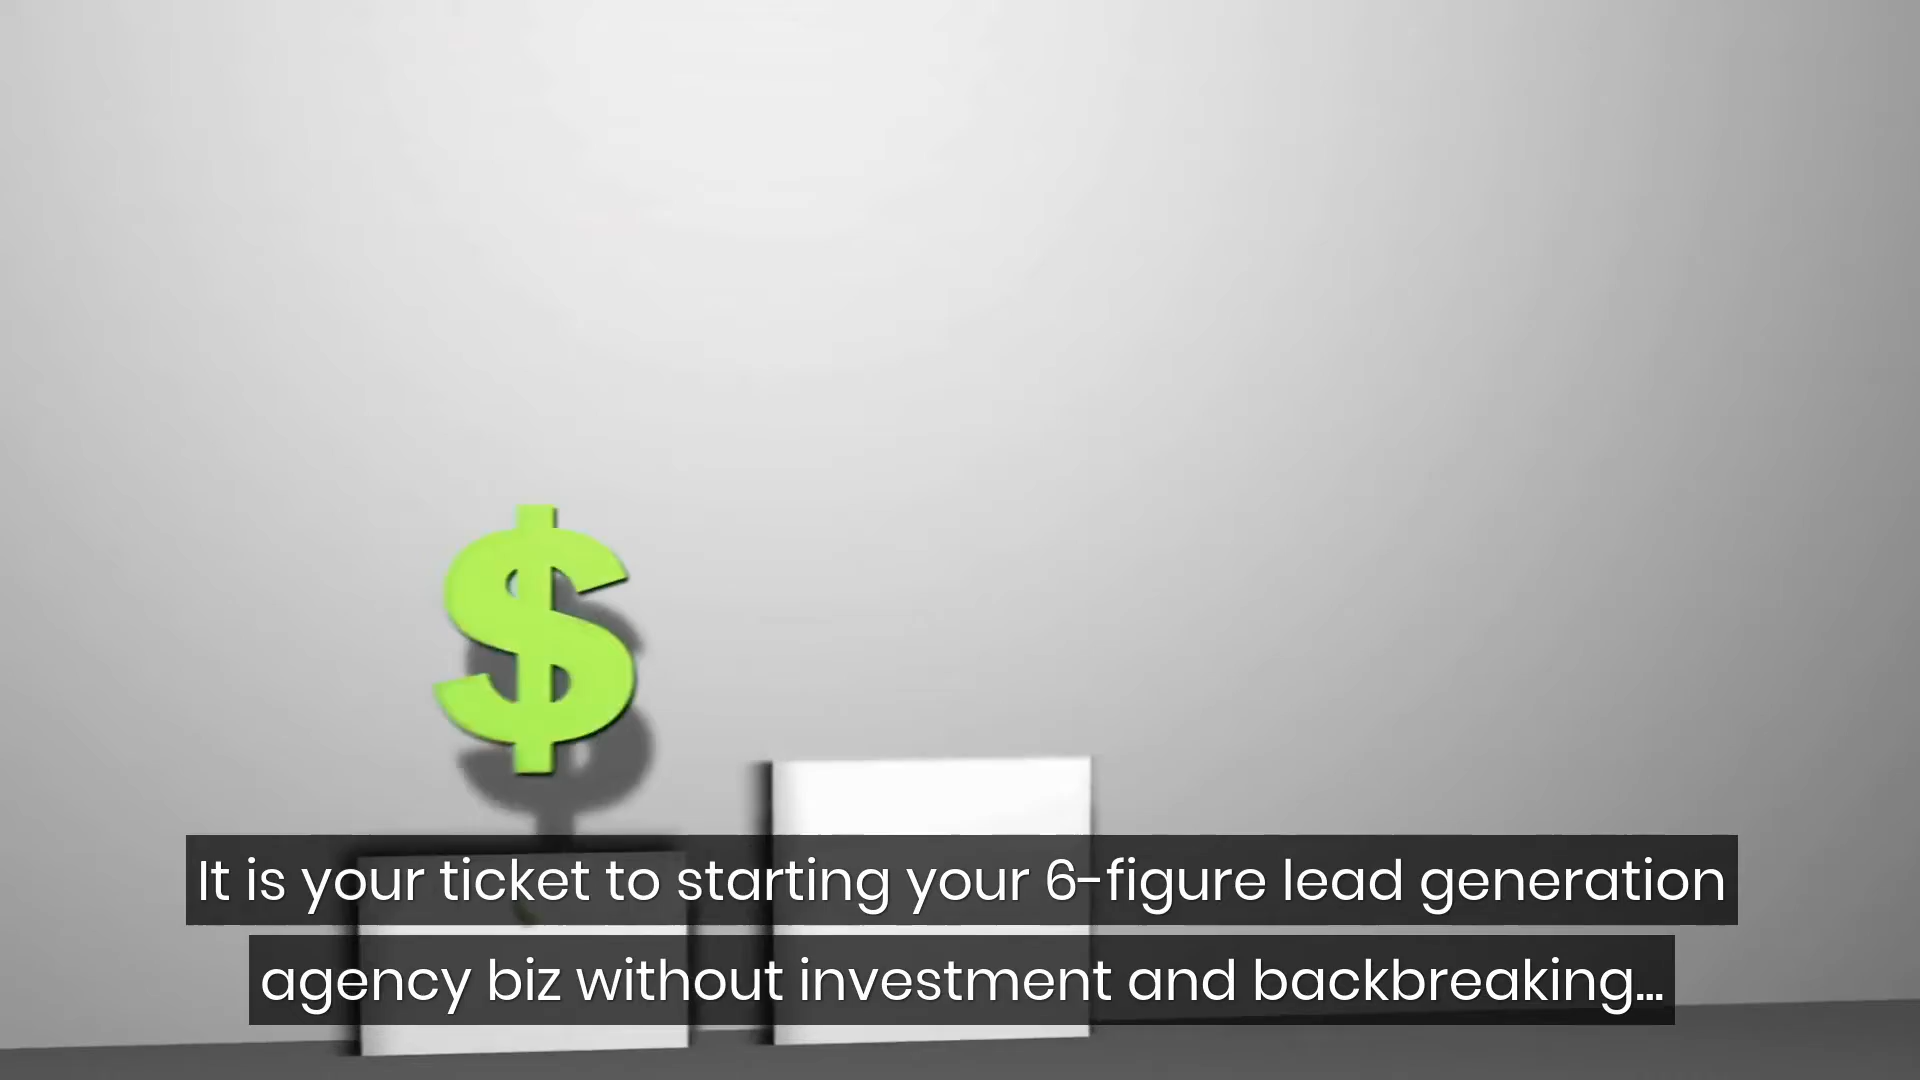 $
It is your ticket to starting your 6-figure lead generation
agency biz without investment and backbreaking...